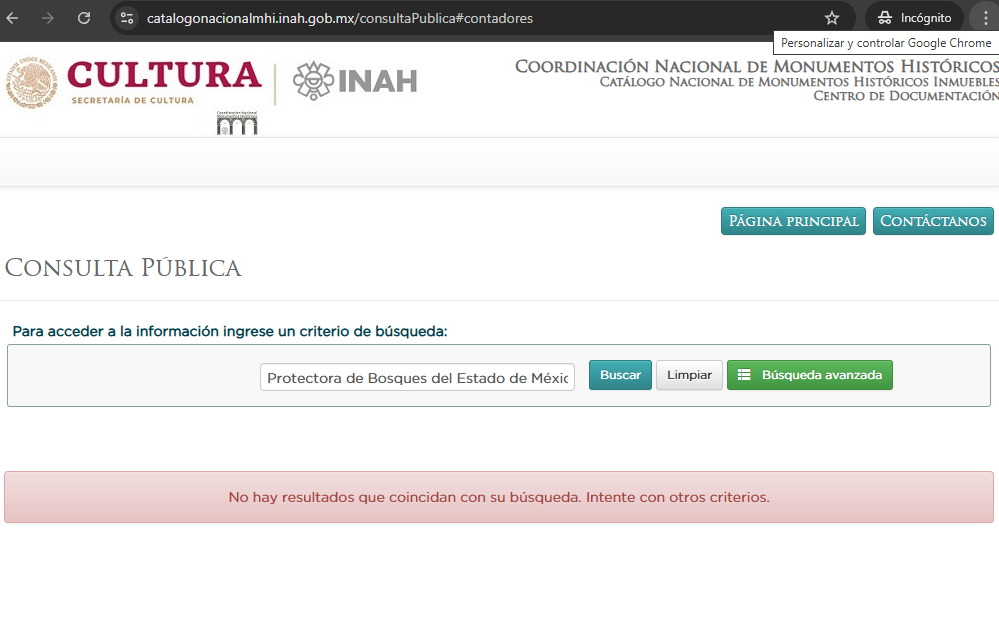 catalogonacionalmhi.inah.gob.mx/consultaPublica#contadores
Incógnito
Personalizar y controlar Google Chrome
CULTURA
SECRETARÍA DE CULTURA
INAH
COORDINACIÓN NACIONAL DE MONUMENTOS HISTÓRICOS
CATÁLOGO NACIONAL DE MONUMENTOS HISTÓRICOS INMUEBLES
CENTRO DE DOCUMENTACIÓN
PÁGINA PRINCIPAL
CONTÁCTANOS
CONSULTA PÚBLICA
Para acceder a la información ingrese un criterio de búsqueda:
Protectora de Bosques del Estado de Méxic
Buscar
Limpiar
Búsqueda avanzada
No hay resultados que coincidan con su búsqueda. Intente con otros criterios.